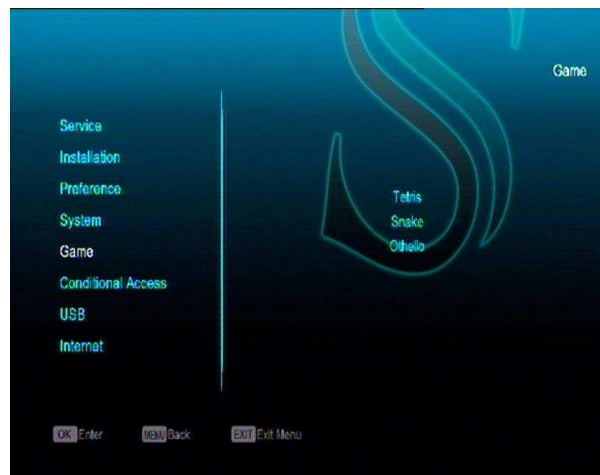 Game
Service
Installation
Preference
System
Game
Conditional Access
USB
Internet
Tetris
Snake
Othello
OK Enter MENU Back EXIT Exit Menu